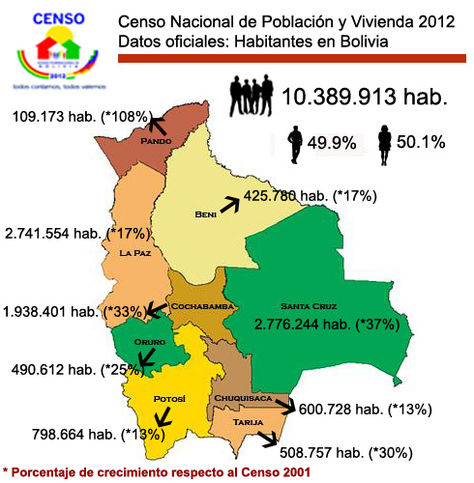 CENSO
2012
todos contamos, todos valemos
Censo Nacional de Población y Vivienda 2012
Datos oficiales: Habitantes en Bolivia
10.389.913 hab.
49.9%
50.1%
109.173 hab. (*108%)
PANDO
425.780 hab. (*17%)
BENI
2.741.554 hab. (*17%)
LA PAZ
1.938.401 hab. (*33%)
COCHABAMBA
SANTA CRUZ
2.776.244 hab. (*37%)
ORURO
490.612 hab. (*25%)
POTOSÍ
CHUQUISACA
600.728 hab. (*13%)
798.664 hab. (*13%)
TARIJA
508.757 hab. (*30%)
* Porcentaje de crecimiento respecto al Censo 2001